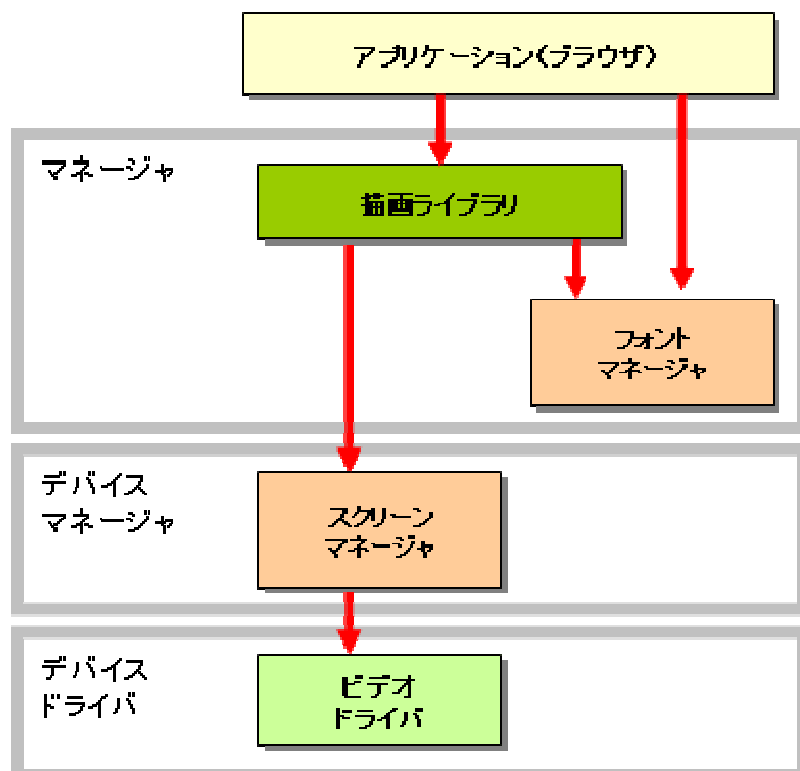 アプリケーション(ブラウザ)
マネージャ
描画ライブラリ
フォント
マネージャ
デバイス
マネージャ
スクリーン
マネージャ
デバイス
ドライバ
ビデオ
ドライバ